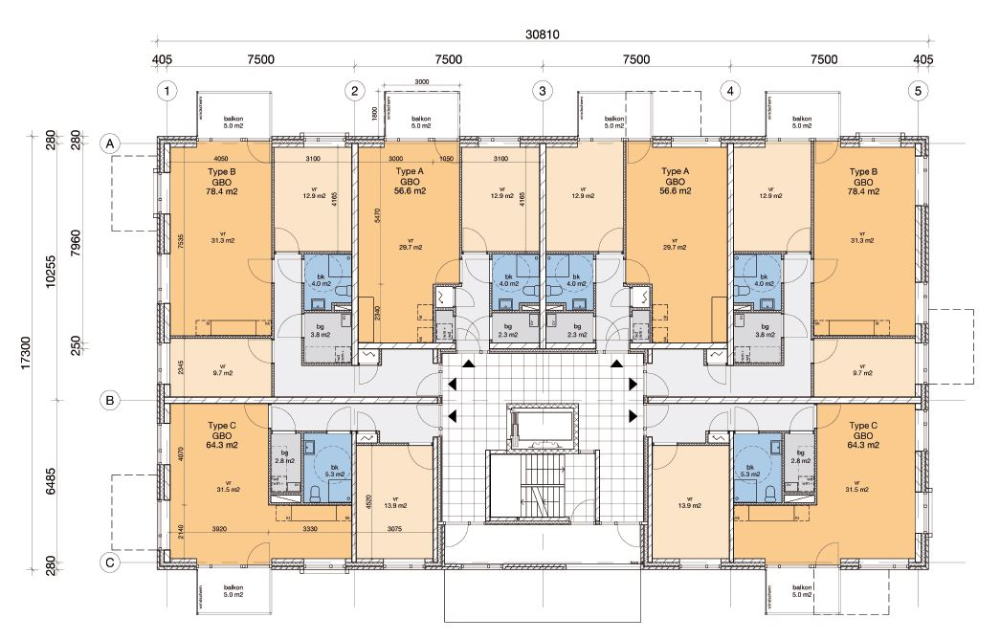 30810
405 7500 7500 7500 7500 405
3000
1 2 3 4 5
windscherm balkon 5.0 m2
1800
windscherm balkon 5.0 m2
windscherm balkon 5.0 m2
windscherm balkon 5.0 m2
280 280
A
4050 3100 3000 1050 3100
Type B
GBO
78.4 m2
Type A
GBO
56.6 m2
Type A
GBO
56.6 m2
Type B
GBO
78.4 m2
vr
12.9 m2
4165
vr
12.9 m2
4165
vr
12.9 m2
vr
12.9 m2
5470
7535
vr
31.3 m2
vr
29.7 m2
vr
29.7 m2
vr
31.3 m2
7960
10255
17300
bk
4.0 m2
bk
4.0 m2
bk
4.0 m2
bk
4.0 m2
2340
bg
3.8 m2
bg
2.3 m2
bg
2.3 m2
bg
3.8 m2
250
2345
vr
9.7 m2
vr
9.7 m2
B
Type C
GBO
64.3 m2
Type C
GBO
64.3 m2
4070
bg
2.8 m2
bk
5.3 m2
bk
5.3 m2
bg
2.8 m2
6485
vr
31.5 m2
vr
13.9 m2
4520
vr
13.9 m2
vr
31.5 m2
2140
3920 3330 3075
280
C
windscherm balkon 5.0 m2
windscherm balkon 5.0 m2